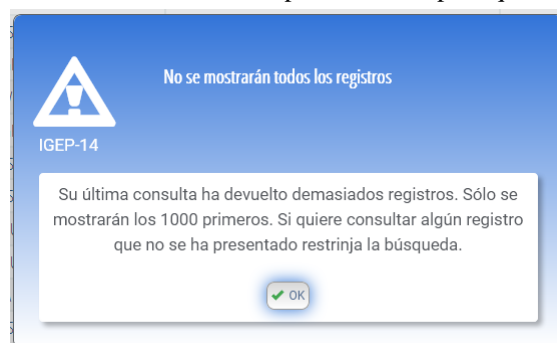 No se mostrarán todos los registros
IGEP-14
Su última consulta ha devuelto demasiados registros. Sólo se
mostrarán los 1000 primeros. Si quiere consultar algún registro
que no se ha presentado restrinja la búsqueda.
OK